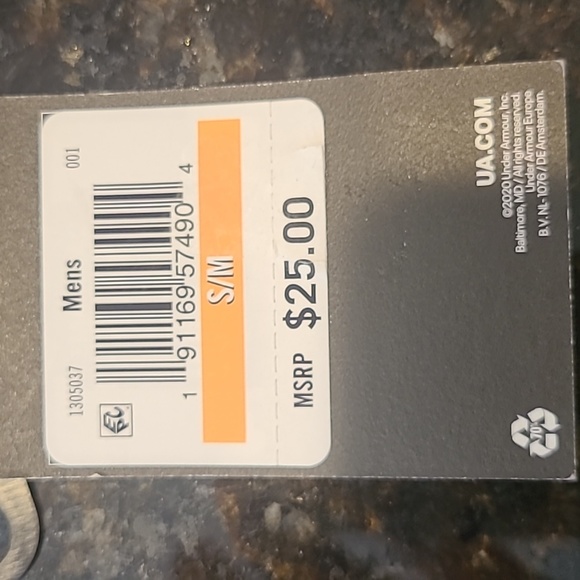 1305037 Mens 001
1 91169 57490 4
S/M
MSRP $25.00
UA.COM
©2020 Under Armour, Inc.
Baltimore, MD / All rights reserved.
Under Armour Europe
B.V. NL - 1076 / DE Amsterdam.